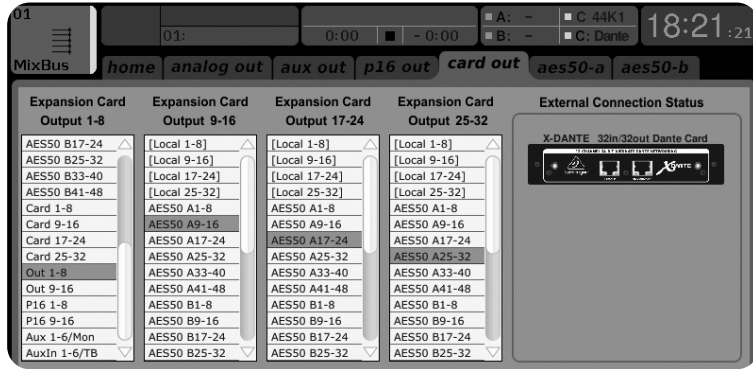 01
MixBus
01:
0:00 - 0:00
A: -
B: -
C 44K1
C: Dante
18:21:21
home analog out aux out p16 out card out aes50-a aes50-b
Expansion Card
Output 1-8
AES50 B17-24
AES50 B25-32
AES50 B33-40
AES50 B41-48
Card 1-8
Card 9-16
Card 17-24
Card 25-32
Out 1-8
Out 9-16
P16 1-8
P16 9-16
Aux 1-6/Mon
AuxIn 1-6/TB
Expansion Card
Output 9-16
[Local 1-8]
[Local 9-16]
[Local 17-24]
[Local 25-32]
AES50 A1-8
AES50 A9-16
AES50 A17-24
AES50 A25-32
AES50 A33-40
AES50 A41-48
AES50 B1-8
AES50 B9-16
AES50 B17-24
AES50 B25-32
Expansion Card
Output 17-24
[Local 1-8]
[Local 9-16]
[Local 17-24]
[Local 25-32]
AES50 A1-8
AES50 A9-16
AES50 A17-24
AES50 A25-32
AES50 A33-40
AES50 A41-48
AES50 B1-8
AES50 B9-16
AES50 B17-24
AES50 B25-32
Expansion Card
Output 25-32
[Local 1-8]
[Local 9-16]
[Local 17-24]
[Local 25-32]
AES50 A1-8
AES50 A9-16
AES50 A17-24
AES50 A25-32
AES50 A33-40
AES50 A41-48
AES50 B1-8
AES50 B9-16
AES50 B17-24
AES50 B25-32
External Connection Status
X-DANTE 32in/32out Dante Card